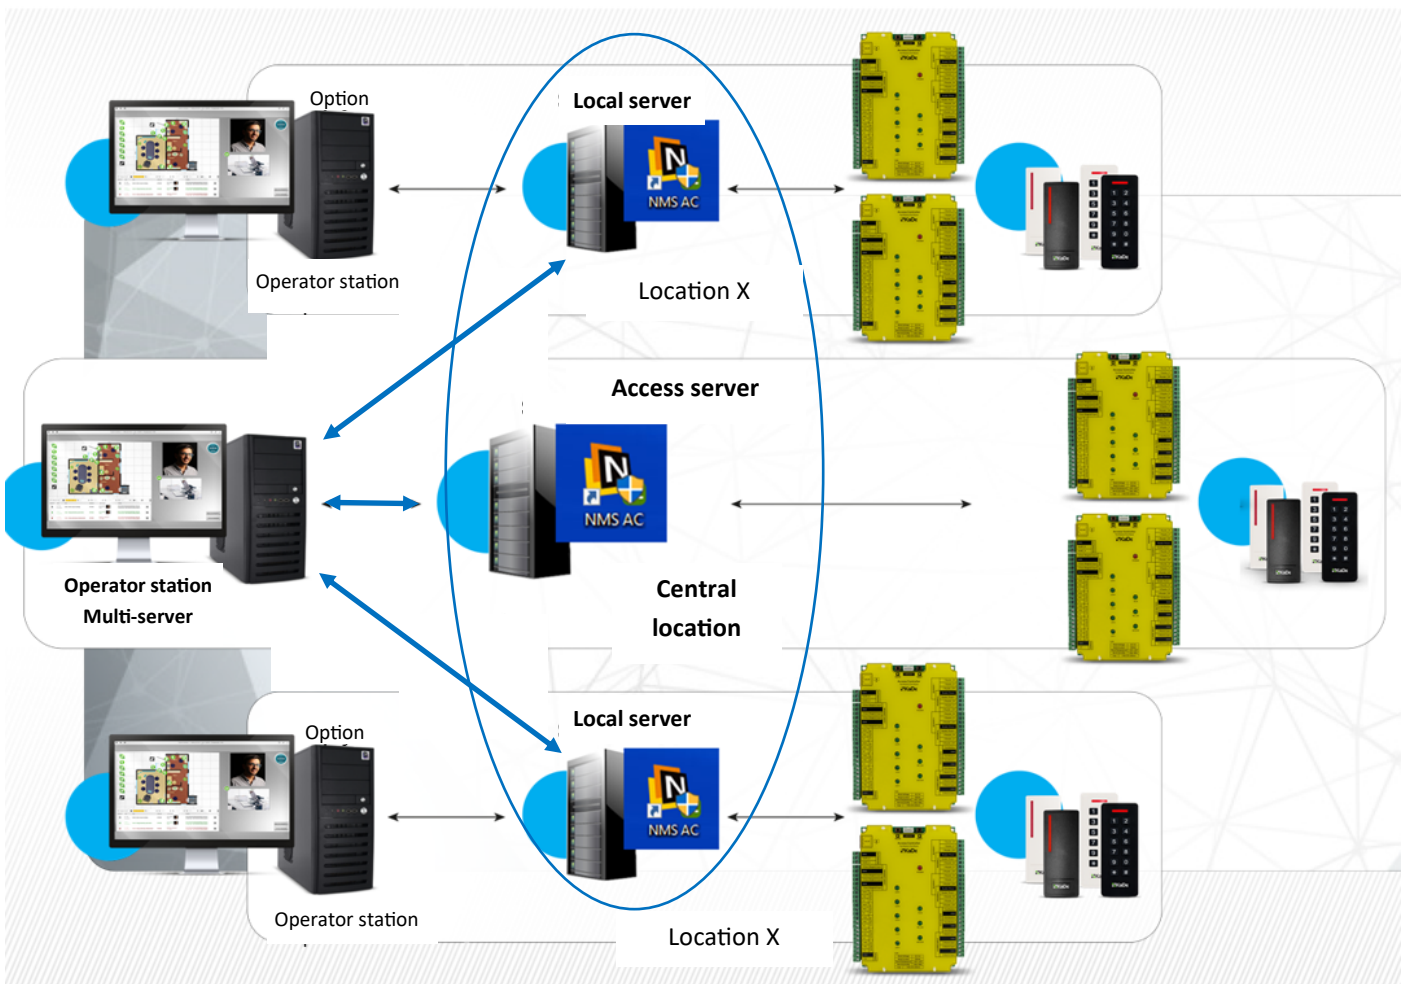 Option
Local server
NMS AC
Operator station
Location X
Access server
NMS AC
Operator station
Multi-server
Central
location
Option
Local server
NMS AC
Operator station
Location X